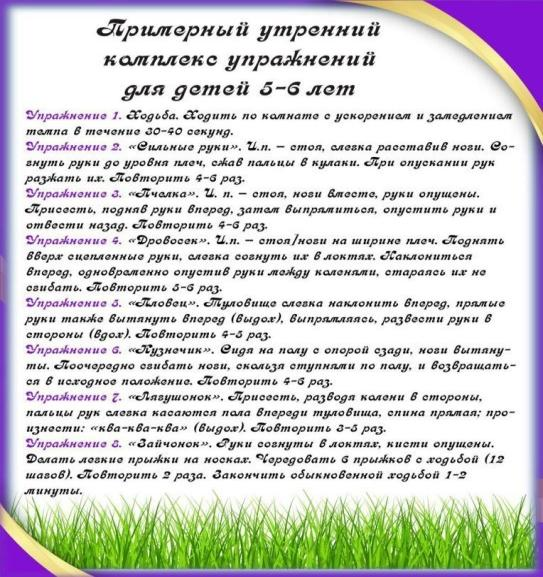 Примерный утренний
комплекс упражнений
для детей 5-6 лет
Упражнение 1. Ходьба. Ходить по комнате с ускорением и замедлением
темпа в течение 30-40 секунд.
Упражнение 2. «Сильные руки». И.п. – стоя, слегка расставив ноги. Со-
гнуть руки до уровня плеч, сжав пальцы в кулаки. При опускании рук
разжать их. Повторить 4-6 раз.
Упражнение 3. «Пчелка». И. п. – стоя, ноги вместе, руки опущены.
Присесть, подняв руки вперед, затем выпрямиться, опустить руки и
отвести назад. Повторить 4-6 раз.
Упражнение 4. «Дровосек». И.п. – стоя/ноги на ширине плеч. Поднять
вверх сцепленные руки, слегка согнуть их в локтях. Наклониться
вперед, одновременно опустив руки между коленями, стараясь их не
сгибать. Повторить 5-6 раз.
Упражнение 5. «Пловец». Туловище слегка наклонить вперед, прямые
руки также вытянуть вперед (выдох), выпрямляясь, развести руки в
стороны (вдох). Повторить 4-5 раз.
Упражнение 6. «Кузнечик». Сидя на полу с опорой сзади, ноги вытяну-
ты. Поочередно сгибать ноги, скользя ступнями по полу, и возвращать-
ся в исходное положение. Повторить 4-6 раз.
Упражнение 7. «Лягушонок». Присесть, разводя колени в стороны,
пальцы рук слегка касаются пола впереди туловища, спина прямая; про-
изнести: «ква-ква-ква» (выдох). Повторить 3-5 раз.
Упражнение 8. «Зайчонок». Руки согнуты в локтях, кисти опущены.
Делать легкие прыжки на носках. Чередовать 6 прыжков с ходьбой (12
шагов). Повторить 2 раза. Закончить обыкновенной ходьбой 1-2
минуты.